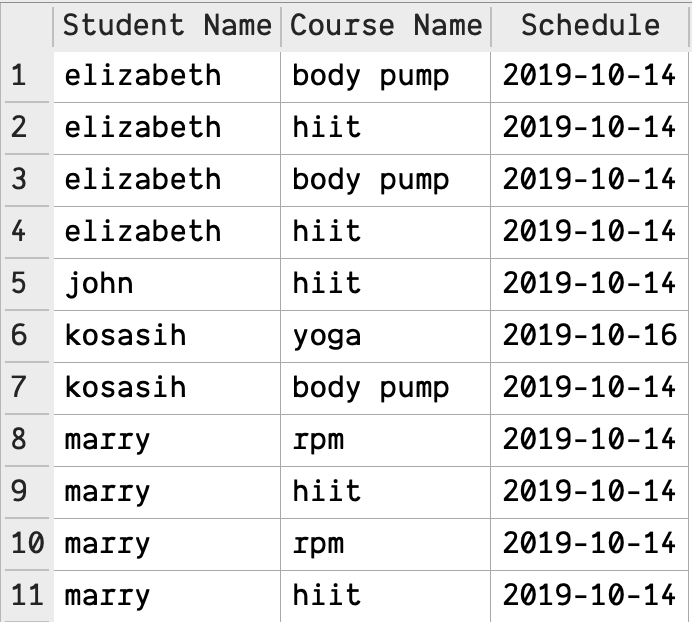 Student Name Course Name Schedule
1 elizabeth body pump 2019-10-14
2 elizabeth hiit 2019-10-14
3 elizabeth body pump 2019-10-14
4 elizabeth hiit 2019-10-14
5 john hiit 2019-10-14
6 kosasih yoga 2019-10-16
7 kosasih body pump 2019-10-14
8 marry rpm 2019-10-14
9 marry hiit 2019-10-14
10 marry rpm 2019-10-14
11 marry hiit 2019-10-14